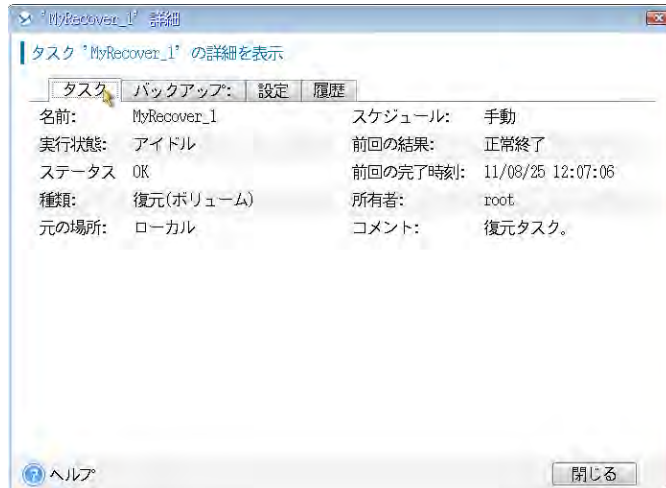 'MyRecover_1' 詳細
タスク 'MyRecover_1' の詳細を表示
タスク バックアップ: 設定 履歴
名前: MyRecover_1 スケジュール: 手動
実行状態: アイドル 前回の結果: 正常終了
ステータス OK 前回の完了時刻: 11/08/25 12:07:06
種類: 復元(ボリューム) 所有者: root
元の場所: ローカル コメント: 復元タスク。
ヘルプ 閉じる